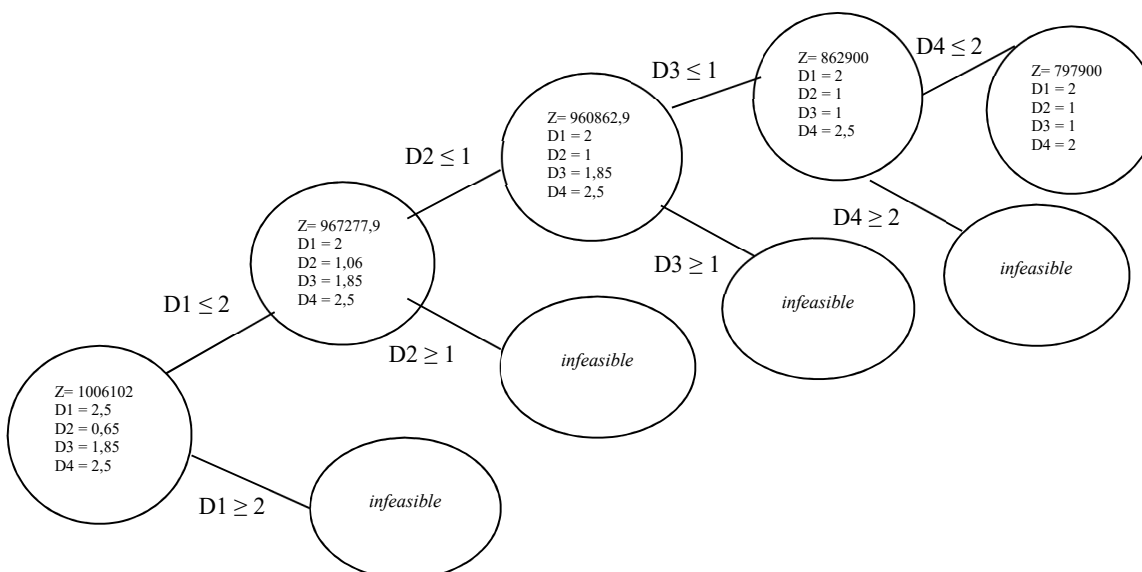 Z= 1006102
D1 = 2,5
D2 = 0,65
D3 = 1,85
D4 = 2,5
D1 ≤ 2
D1 ≥ 2
infeasible
Z= 967277,9
D1 = 2
D2 = 1,06
D3 = 1,85
D4 = 2,5
D2 ≤ 1
D2 ≥ 1
infeasible
Z= 960862,9
D1 = 2
D2 = 1
D3 = 1,85
D4 = 2,5
D3 ≤ 1
D3 ≥ 1
infeasible
Z= 862900
D1 = 2
D2 = 1
D3 = 1
D4 = 2,5
D4 ≤ 2
D4 ≥ 2
infeasible
Z= 797900
D1 = 2
D2 = 1
D3 = 1
D4 = 2